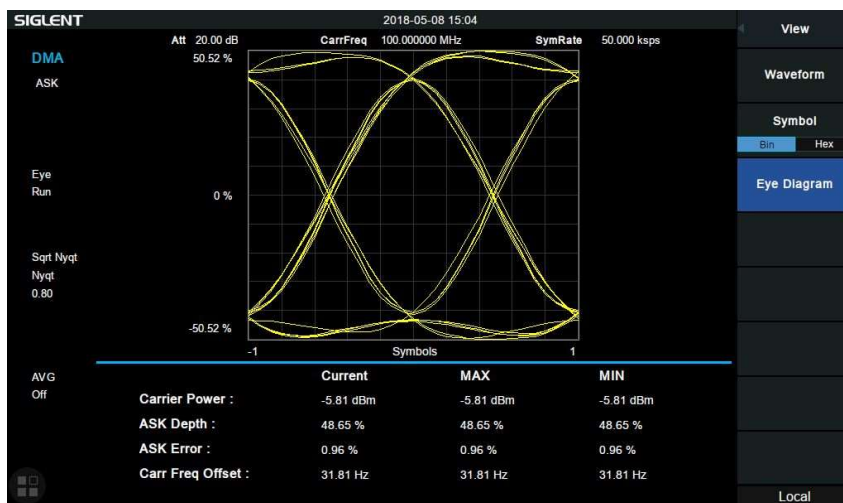 SIGLENT 2018-05-08 15:04
View
Att 20.00 dB CarrFreq 100.000000 MHz SymRate 50.000 ksps
DMA
50.52 %
ASK
Waveform
Symbol
Bin Hex
Eye
Run
0 %
Eye Diagram
Sqrt Nyqt
Nyqt
0.80
-50.52 %
-1 Symbols 1
AVG
Off
Current MAX MIN
Carrier Power : -5.81 dBm -5.81 dBm -5.81 dBm
ASK Depth : 48.65 % 48.65 % 48.65 %
ASK Error : 0.96 % 0.96 % 0.96 %
Carr Freq Offset : 31.81 Hz 31.81 Hz 31.81 Hz
Local